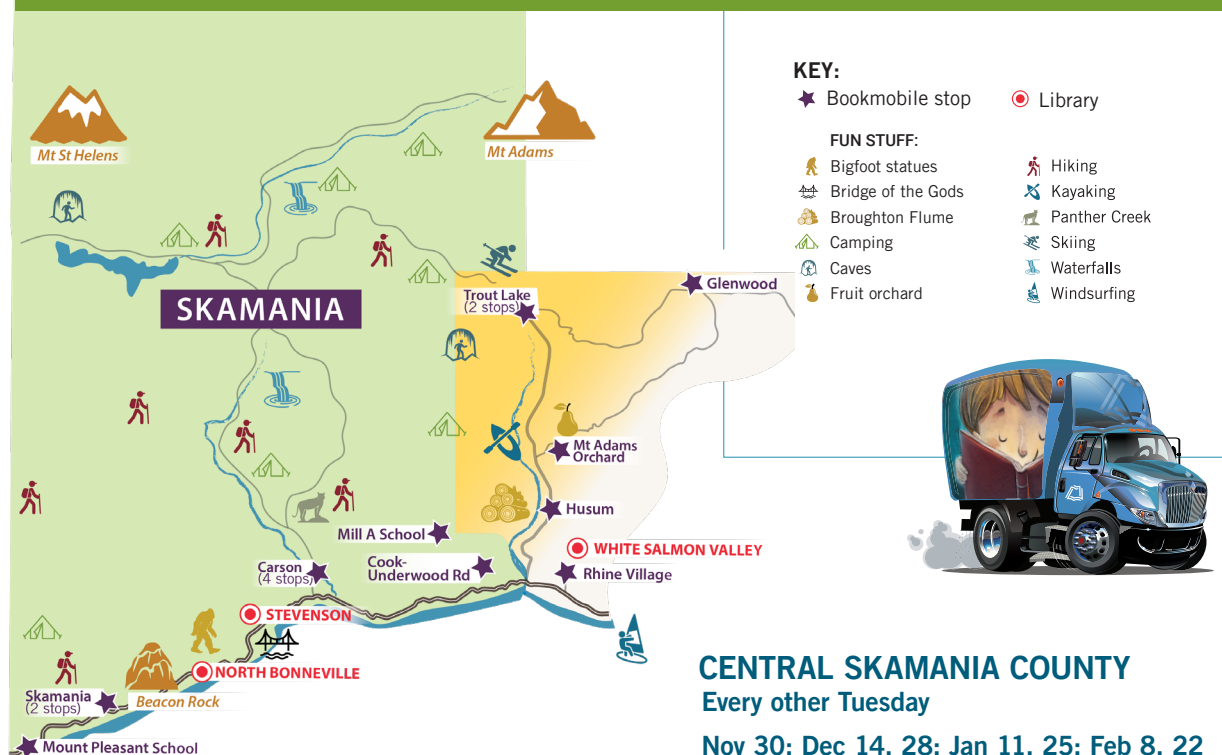 KEY:
Bookmobile stop
Library
FUN STUFF:
Bigfoot statues
Bridge of the Gods
Broughton Flume
Camping
Caves
Fruit orchard
Hiking
Kayaking
Panther Creek
Skiing
Waterfalls
Windsurfing
Mt St Helens
Mt Adams
SKAMANIA
Trout Lake
(2 stops)
Glenwood
Mt Adams
Orchard
Husum
Mill A School
WHITE SALMON VALLEY
Cook-
Underwood Rd
Rhine Village
Carson
(4 stops)
STEVENSON
NORTH BONNEVILLE
Skamania
(2 stops)
Beacon Rock
Mount Pleasant School
CENTRAL SKAMANIA COUNTY
Every other Tuesday
Nov 30; Dec 14, 28; Jan 11, 25; Feb 8, 22